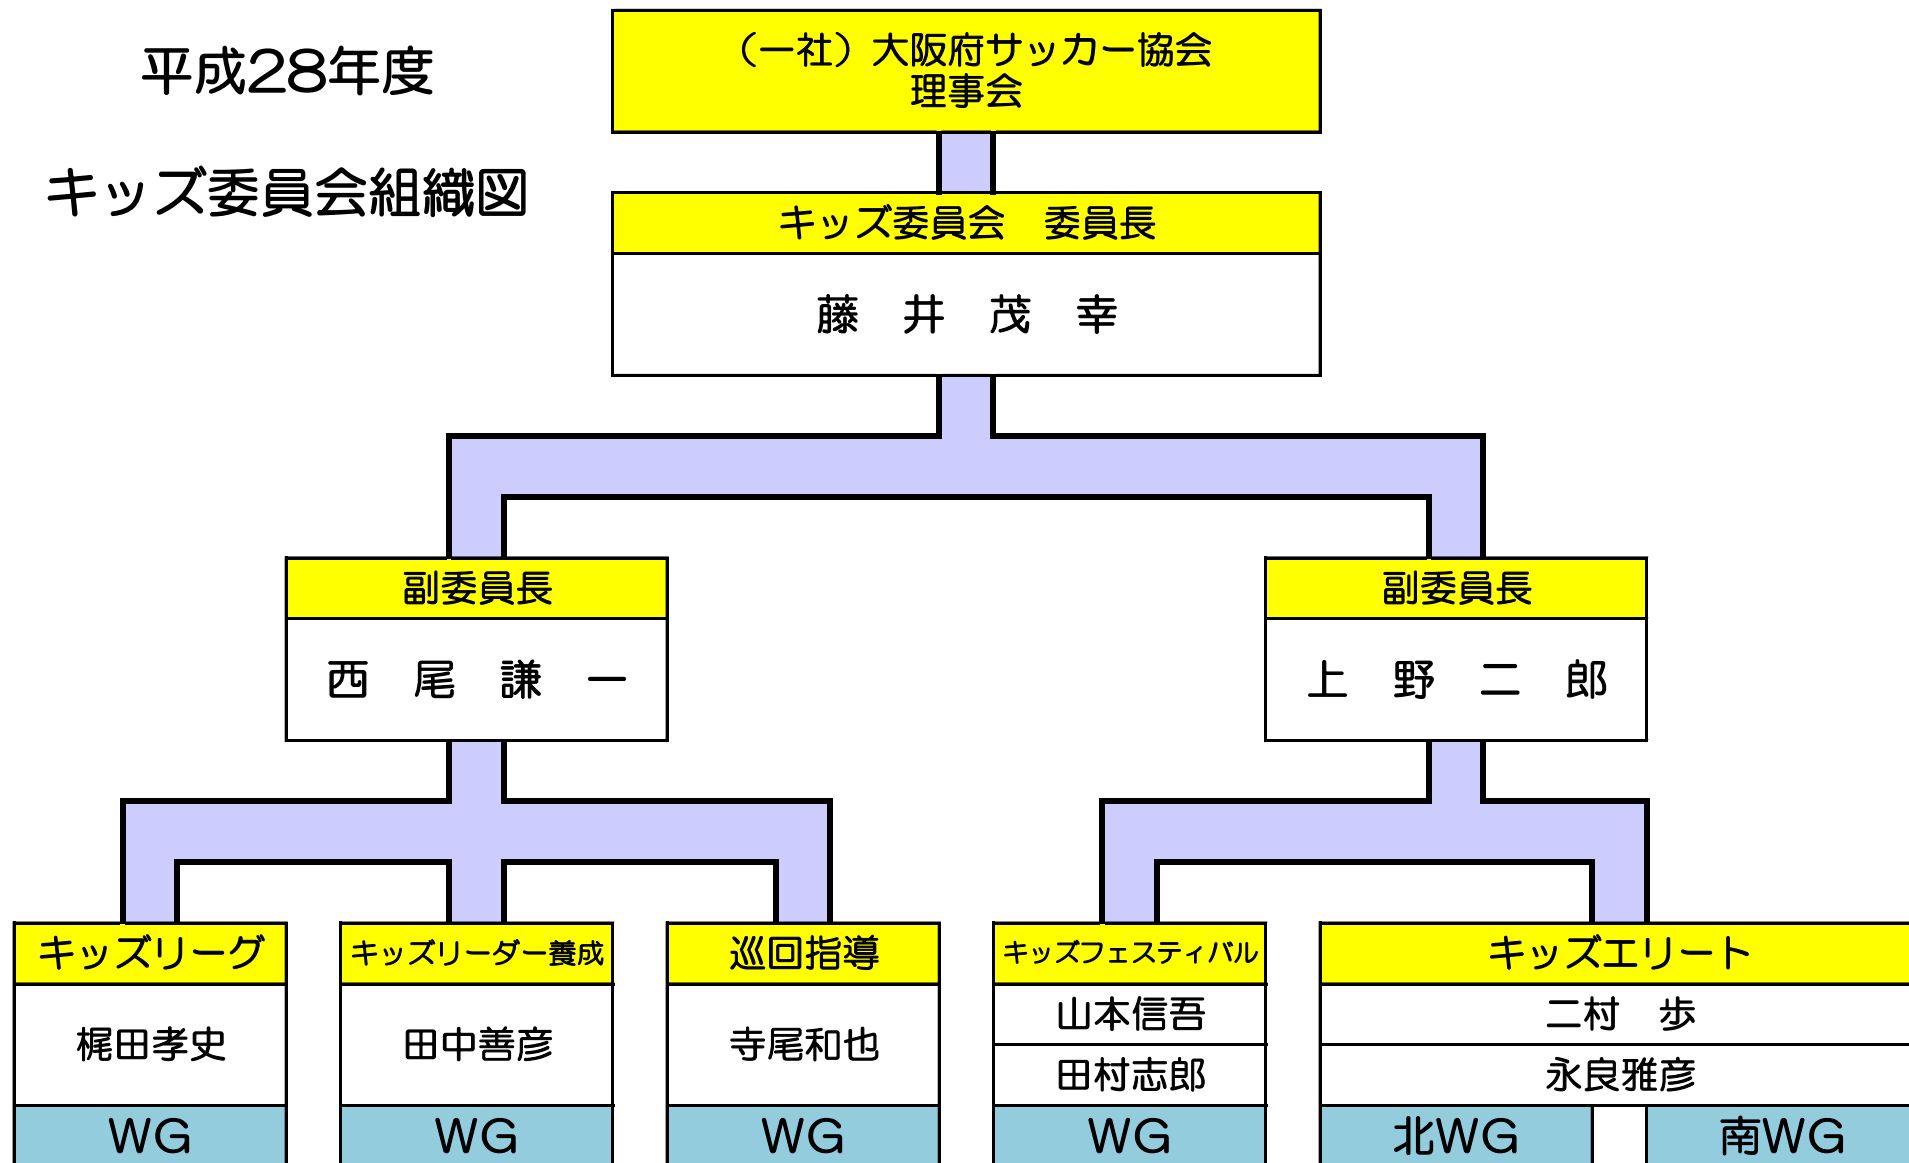 平成28年度
キッズ委員会組織図
（一社）大阪府サッカー協会
理事会
キッズ委員会　委員長
藤　井　茂　幸
副委員長
西　尾　謙　一
副委員長
上　野　二　郎
キッズリーグ
梶田孝史
WG
キッズリーダー養成
田中善彦
WG
巡回指導
寺尾和也
WG
キッズフェスティバル
山本信吾
田村志郎
WG
キッズエリート
二村　歩
永良雅彦
北WG
南WG